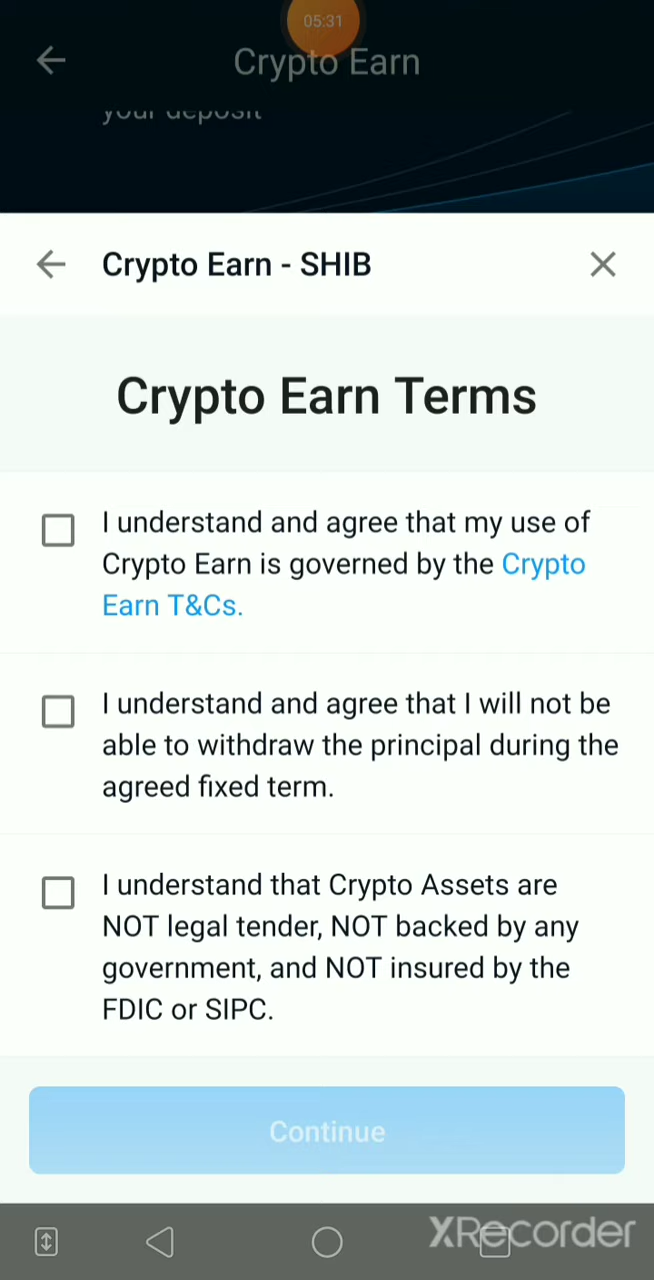 05:31
Crypto Earn
your deposit
Crypto Earn - SHIB
Crypto Earn Terms
I understand and agree that my use of
Crypto Earn is governed by the Crypto
Earn T&Cs.
I understand and agree that I will not be
able to withdraw the principal during the
agreed fixed term.
I understand that Crypto Assets are
NOT legal tender, NOT backed by any
government, and NOT insured by the
FDIC or SIPC.
Continue
XRecorder